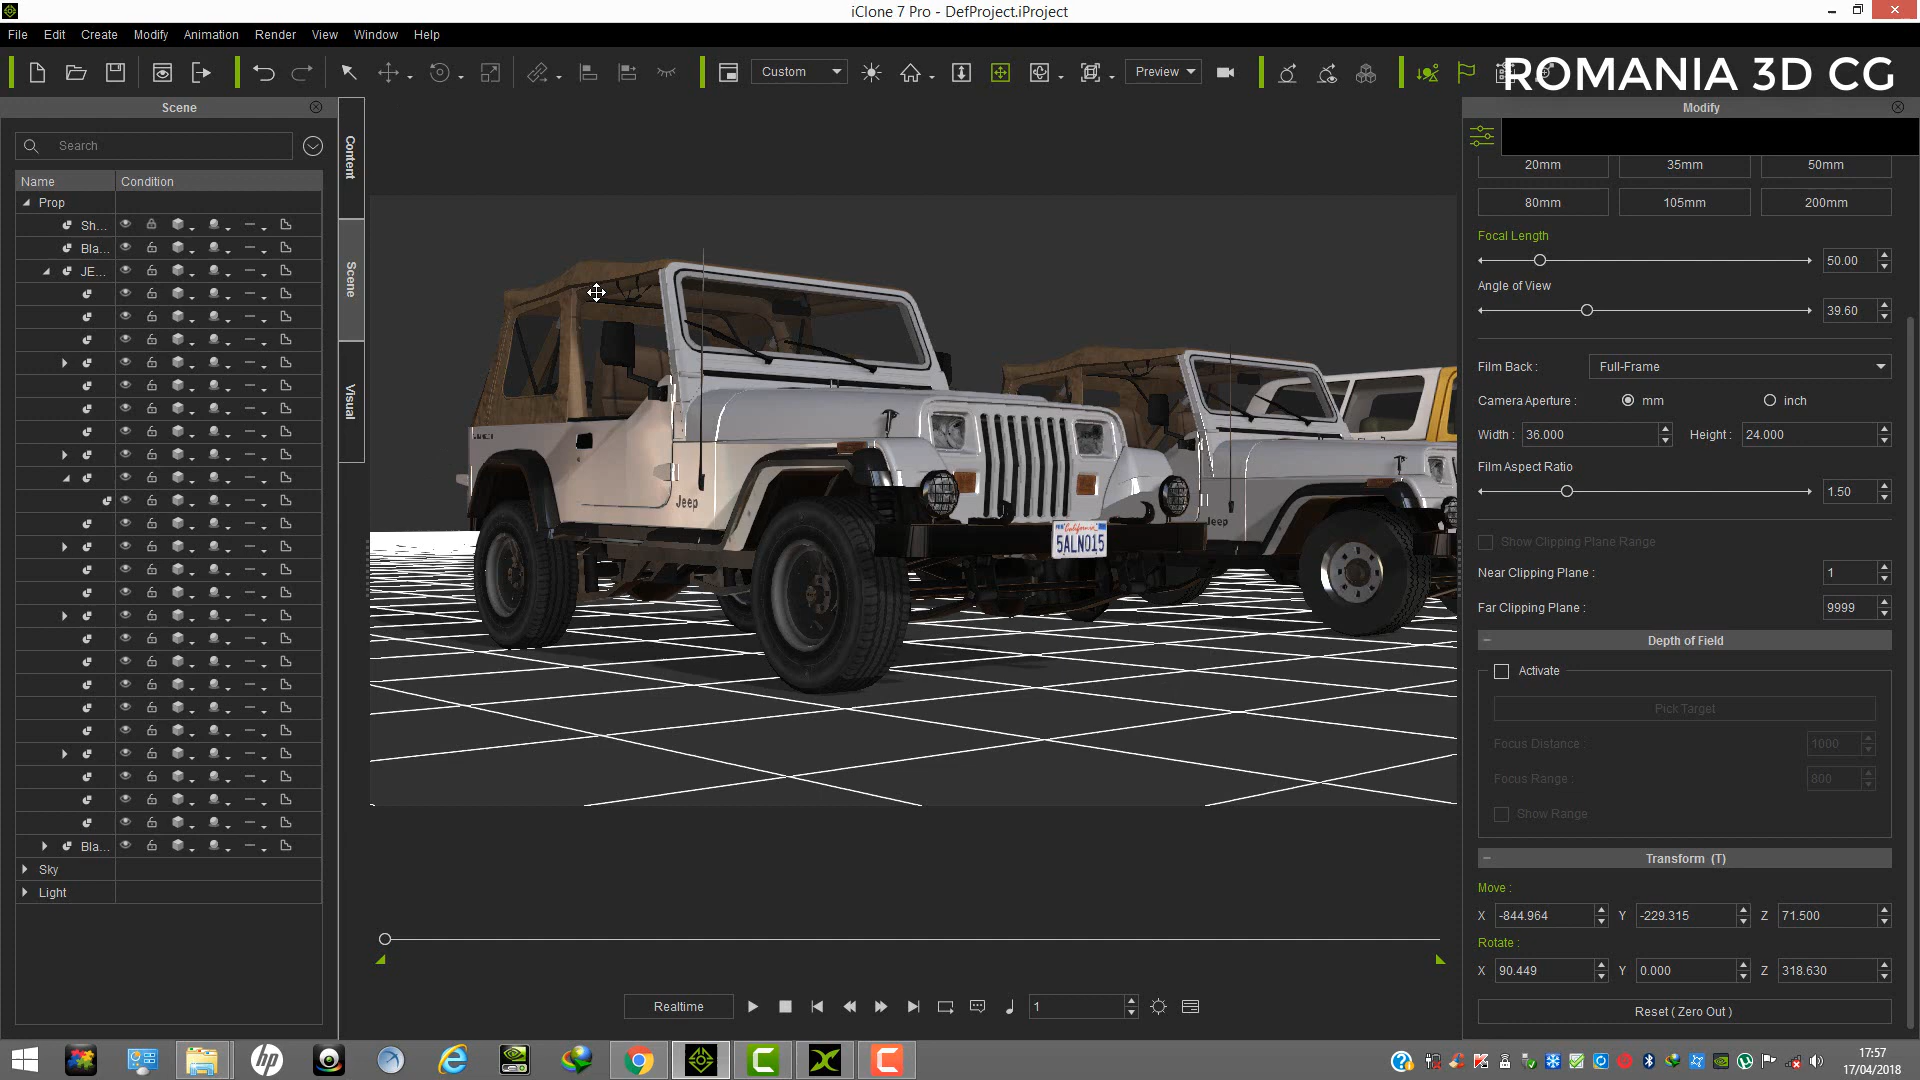 iClone 7 Pro - DefProject.iProject
File Edit Create Modify Animation Render View Window Help
Custom Preview
ROMANIA 3D CG
Scene Modify
Search
Content
Scene
Visual
Name Condition
Prop
Sh...
Bla...
JE...
Bla...
Sky
Light
Jeep
5ALN015
California
Jeep
20mm 35mm 50mm
80mm 105mm 200mm
Focal Length
50.00
Angle of View
39.60
Film Back : Full-Frame
Camera Aperture : mm inch
Width : 36.000 Height : 24.000
Film Aspect Ratio
1.50
Show Clipping Plane Range
Near Clipping Plane : 1
Far Clipping Plane : 9999
Depth of Field
Activate
Pick Target
Focus Distance : 1000
Focus Range : 800
Show Range
Transform (T)
Move :
X -844.964 Y -229.315 Z 71.500
Rotate :
X 90.449 Y 0.000 Z 318.630
Reset ( Zero Out )
Realtime 1
17:57
17/04/2018